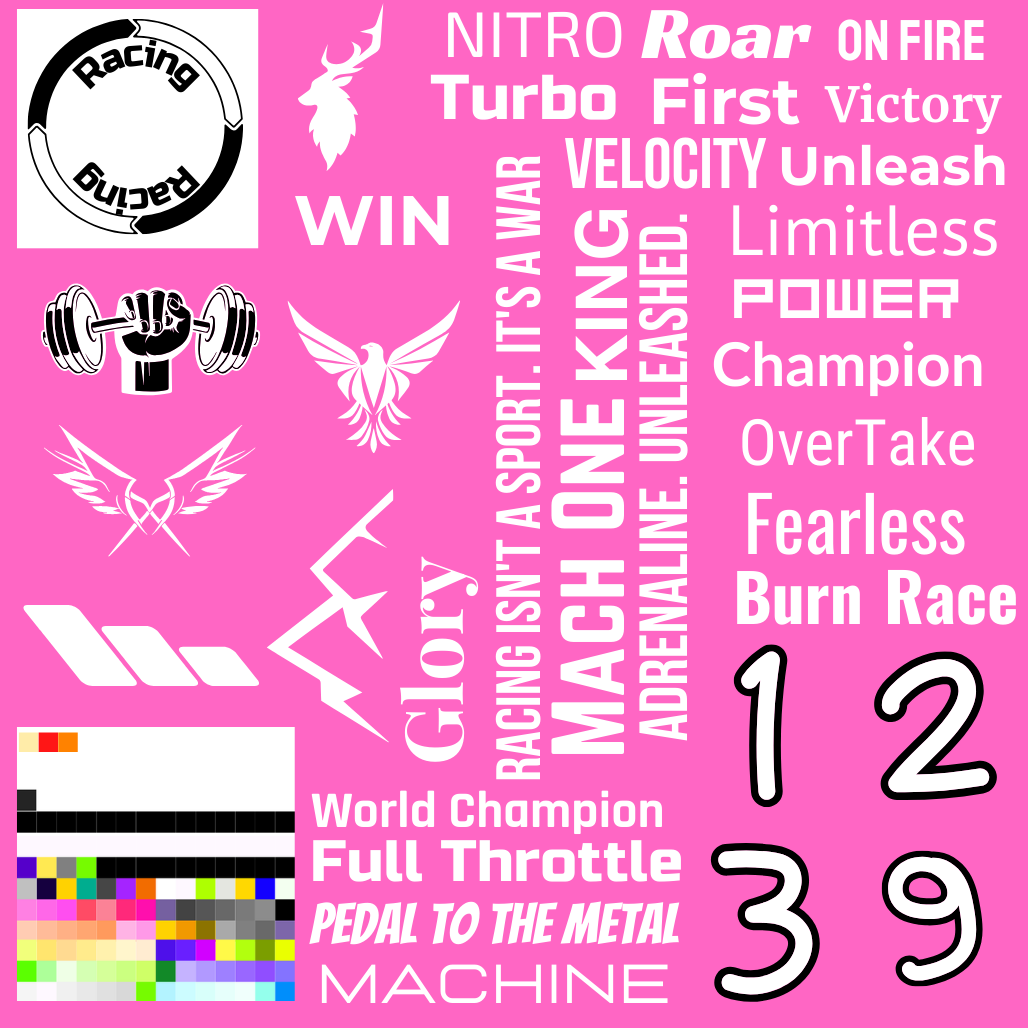 Racing
Racing
NITRO
Roar
ON FIRE
Turbo
First
Victory
VELOCITY
Unleash
WIN
Limitless
POWER
Champion
OverTake
Fearless
Burn Race
RACING ISN'T A SPORT. IT'S A WAR
MACH ONE KING
ADRENALINE. UNLEASHED.
Glory
1
2
3
9
World Champion
Full Throttle
PEDAL TO THE METAL
MACHINE